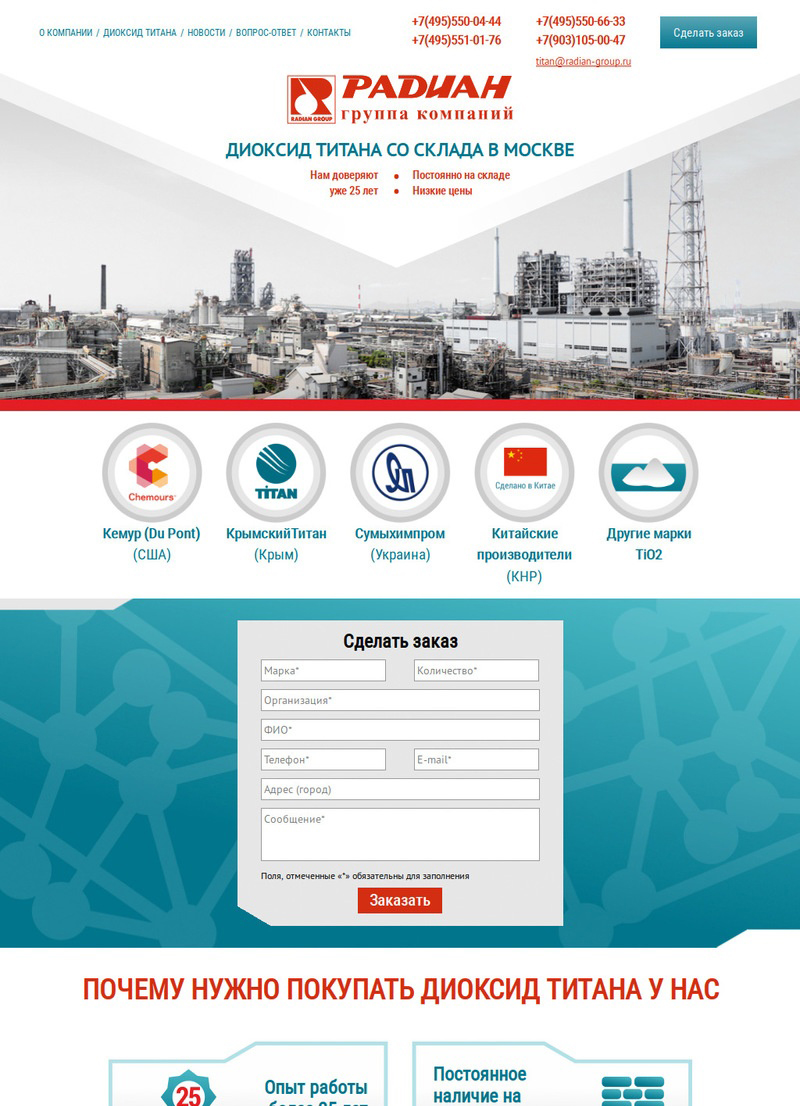 О КОМПАНИИ / ДИОКСИД ТИТАНА / НОВОСТИ / ВОПРОС-ОТВЕТ / КОНТАКТЫ
+7(495)550-04-44
+7(495)551-01-76
+7(495)550-66-33
+7(903)105-00-47
titan@radian-group.ru
Сделать заказ
RADIAN GROUP
РАДИАН
группа компаний
ДИОКСИД ТИТАНА СО СКЛАДА В МОСКВЕ
Нам доверяют
уже 25 лет
Постоянно на складе
Низкие цены
Chemours
TITAN
Сделано в Китае
Кемур (Du Pont)
(США)
КрымскийТитан
(Крым)
Сумыхимпром
(Украина)
Китайские
производители
(КНР)
Другие марки
TiO2
Сделать заказ
Марка*
Количество*
Организация*
ФИО*
Телефон*
E-mail*
Адрес (город)
Сообщение*
Поля, отмеченные «*» обязательны для заполнения
Заказать
ПОЧЕМУ НУЖНО ПОКУПАТЬ ДИОКСИД ТИТАНА У НАС
25
Опыт работы
более 25 лет
Постоянное
наличие на